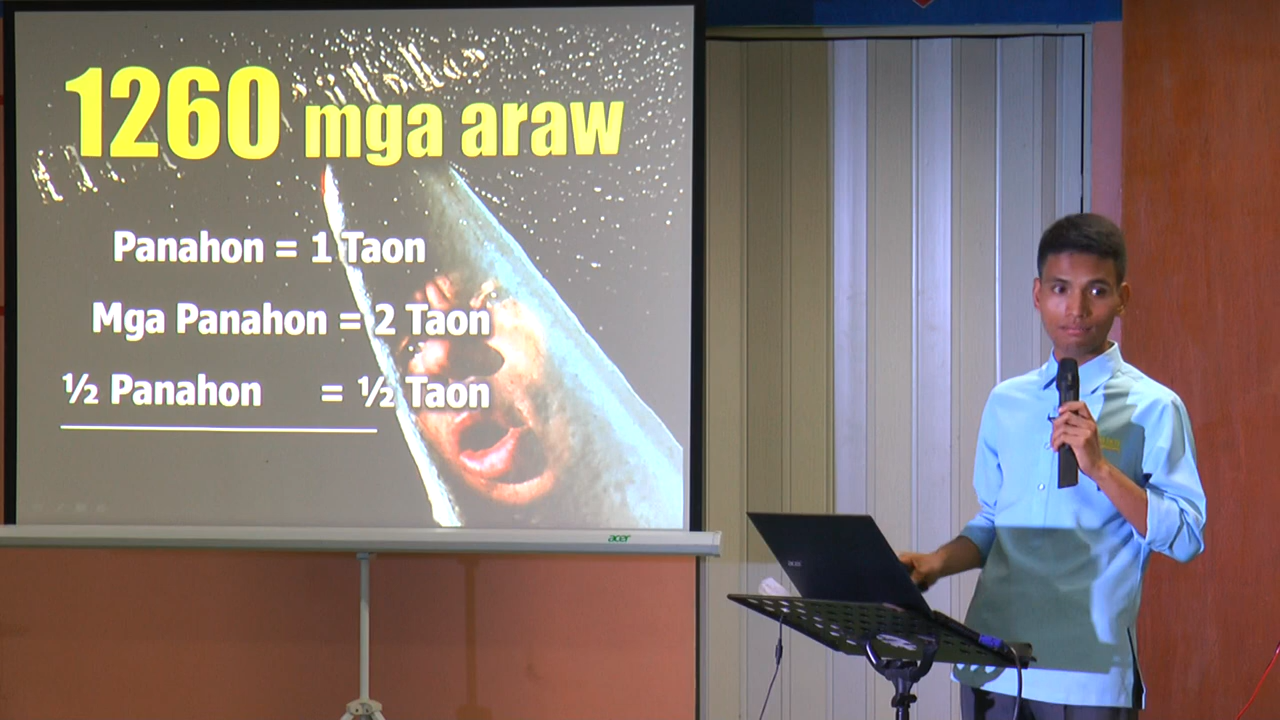 1260 mga araw
Panahon = 1 Taon
Mga Panahon = 2 Taon
½ Panahon = ½ Taon
acer